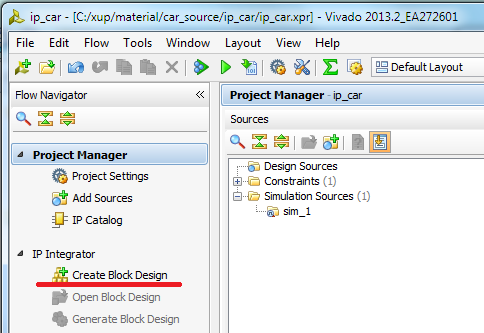 ip_car - [C:/xup/material/car_source/ip_car/ip_car.xpr] - Vivado 2013.2_EA272601
File Edit Flow Tools Window Layout View Help
Default Layout
Flow Navigator
Project Manager
Project Settings
Add Sources
IP Catalog
IP Integrator
Create Block Design
Open Block Design
Generate Block Design
Project Manager - ip_car
Sources
Design Sources
Constraints (1)
Simulation Sources (1)
sim_1